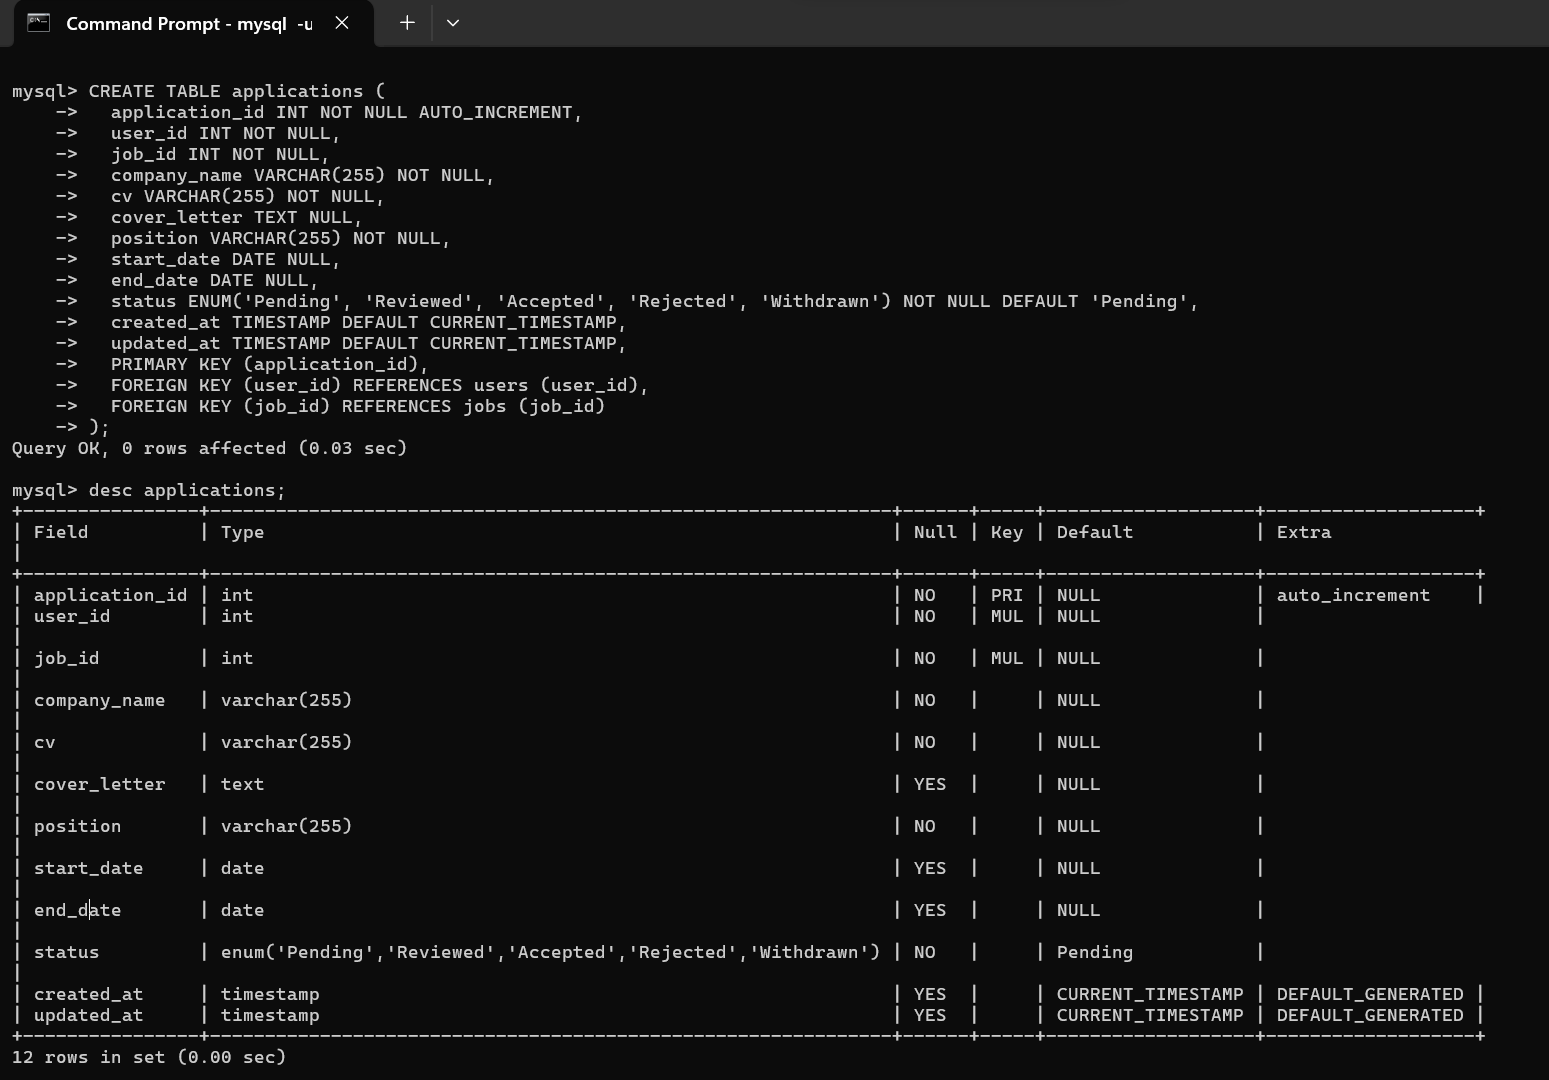 Command Prompt - mysql  -u
mysql> CREATE TABLE applications (
    ->   application_id INT NOT NULL AUTO_INCREMENT,
    ->   user_id INT NOT NULL,
    ->   job_id INT NOT NULL,
    ->   company_name VARCHAR(255) NOT NULL,
    ->   cv VARCHAR(255) NOT NULL,
    ->   cover_letter TEXT NULL,
    ->   position VARCHAR(255) NOT NULL,
    ->   start_date DATE NULL,
    ->   end_date DATE NULL,
    ->   status ENUM('Pending', 'Reviewed', 'Accepted', 'Rejected', 'Withdrawn') NOT NULL DEFAULT 'Pending',
    ->   created_at TIMESTAMP DEFAULT CURRENT_TIMESTAMP,
    ->   updated_at TIMESTAMP DEFAULT CURRENT_TIMESTAMP,
    ->   PRIMARY KEY (application_id),
    ->   FOREIGN KEY (user_id) REFERENCES users (user_id),
    ->   FOREIGN KEY (job_id) REFERENCES jobs (job_id)
    -> );
Query OK, 0 rows affected (0.03 sec)
mysql> desc applications;
+----------------+--------------------------------------------------------------+------+-----+-------------------+-------------------+
| Field          | Type                                                         | Null | Key | Default           | Extra
|
+----------------+--------------------------------------------------------------+------+-----+-------------------+-------------------+
| application_id | int                                                          | NO   | PRI | NULL              | auto_increment    |
| user_id        | int                                                          | NO   | MUL | NULL              |
|
| job_id         | int                                                          | NO   | MUL | NULL              |
|
| company_name   | varchar(255)                                                 | NO   |     | NULL              |
|
| cv             | varchar(255)                                                 | NO   |     | NULL              |
|
| cover_letter   | text                                                         | YES  |     | NULL              |
|
| position       | varchar(255)                                                 | NO   |     | NULL              |
|
| start_date     | date                                                         | YES  |     | NULL              |
|
| end_date       | date                                                         | YES  |     | NULL              |
|
| status         | enum('Pending','Reviewed','Accepted','Rejected','Withdrawn') | NO   |     | Pending           |
|
| created_at     | timestamp                                                    | YES  |     | CURRENT_TIMESTAMP | DEFAULT_GENERATED |
| updated_at     | timestamp                                                    | YES  |     | CURRENT_TIMESTAMP | DEFAULT_GENERATED |
+----------------+--------------------------------------------------------------+------+-----+-------------------+-------------------+
12 rows in set (0.00 sec)